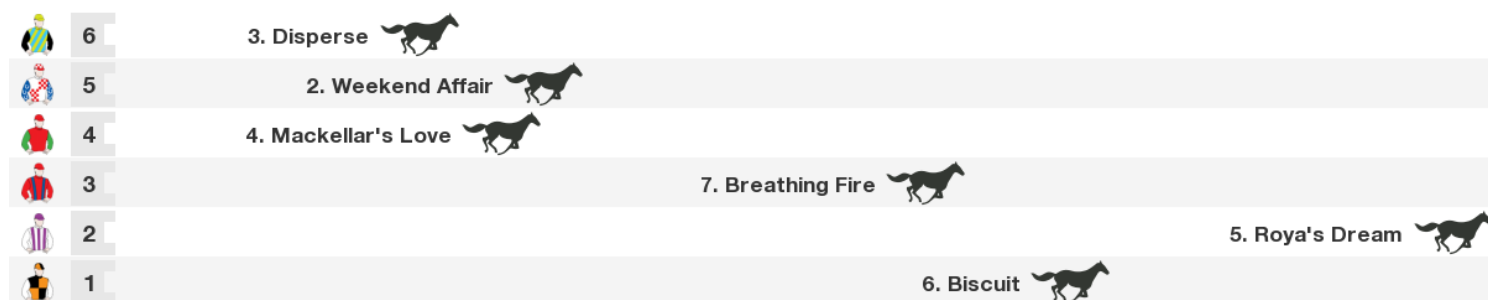 6 3. Disperse
5 2. Weekend Affair
4 4. Mackellar's Love
3 7. Breathing Fire
2 5. Roya's Dream
1 6. Biscuit